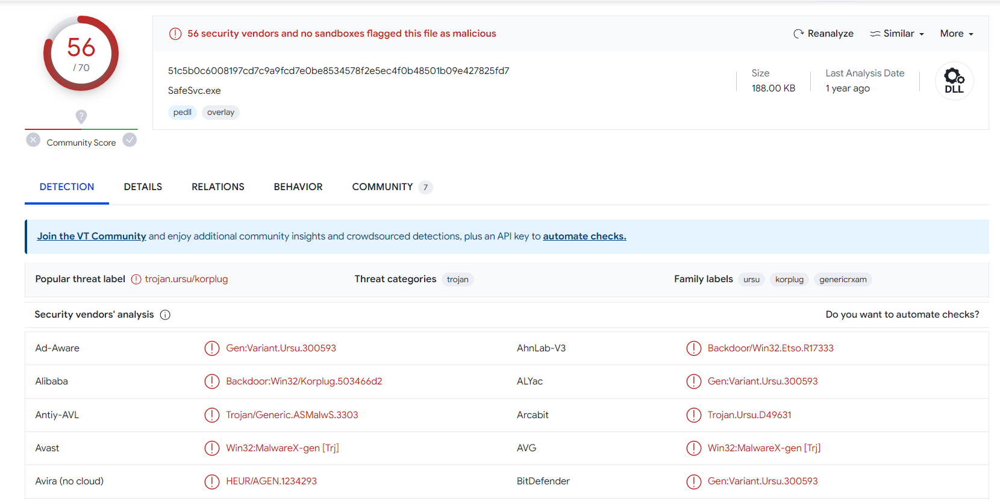 56
/ 70
Community Score
56 security vendors and no sandboxes flagged this file as malicious
Reanalyze
Similar
More
51c5b0c6008197cd7c9a9fcd7e0be8534578f2e5ec4f0b48501b09e427825fd7
SafeSvc.exe
pedll
overlay
Size
188.00 KB
Last Analysis Date
1 year ago
DLL
DETECTION
DETAILS
RELATIONS
BEHAVIOR
COMMUNITY 7
Join the VT Community and enjoy additional community insights and crowdsourced detections, plus an API key to automate checks.
Popular threat label trojan.ursu/korplug
Threat categories trojan
Family labels ursu korplug genericrxam
Security vendors' analysis
Do you want to automate checks?
Ad-Aware Gen:Variant.Ursu.300593
AhnLab-V3 Backdoor/Win32.Etso.R17333
Alibaba Backdoor:Win32/Korplug.503466d2
ALYac Gen:Variant.Ursu.300593
Antiy-AVL Trojan/Generic.ASMalwS.3303
Arcabit Trojan.Ursu.D49631
Avast Win32:MalwareX-gen [Trj]
AVG Win32:MalwareX-gen [Trj]
Avira (no cloud) HEUR/AGEN.1234293
BitDefender Gen:Variant.Ursu.300593